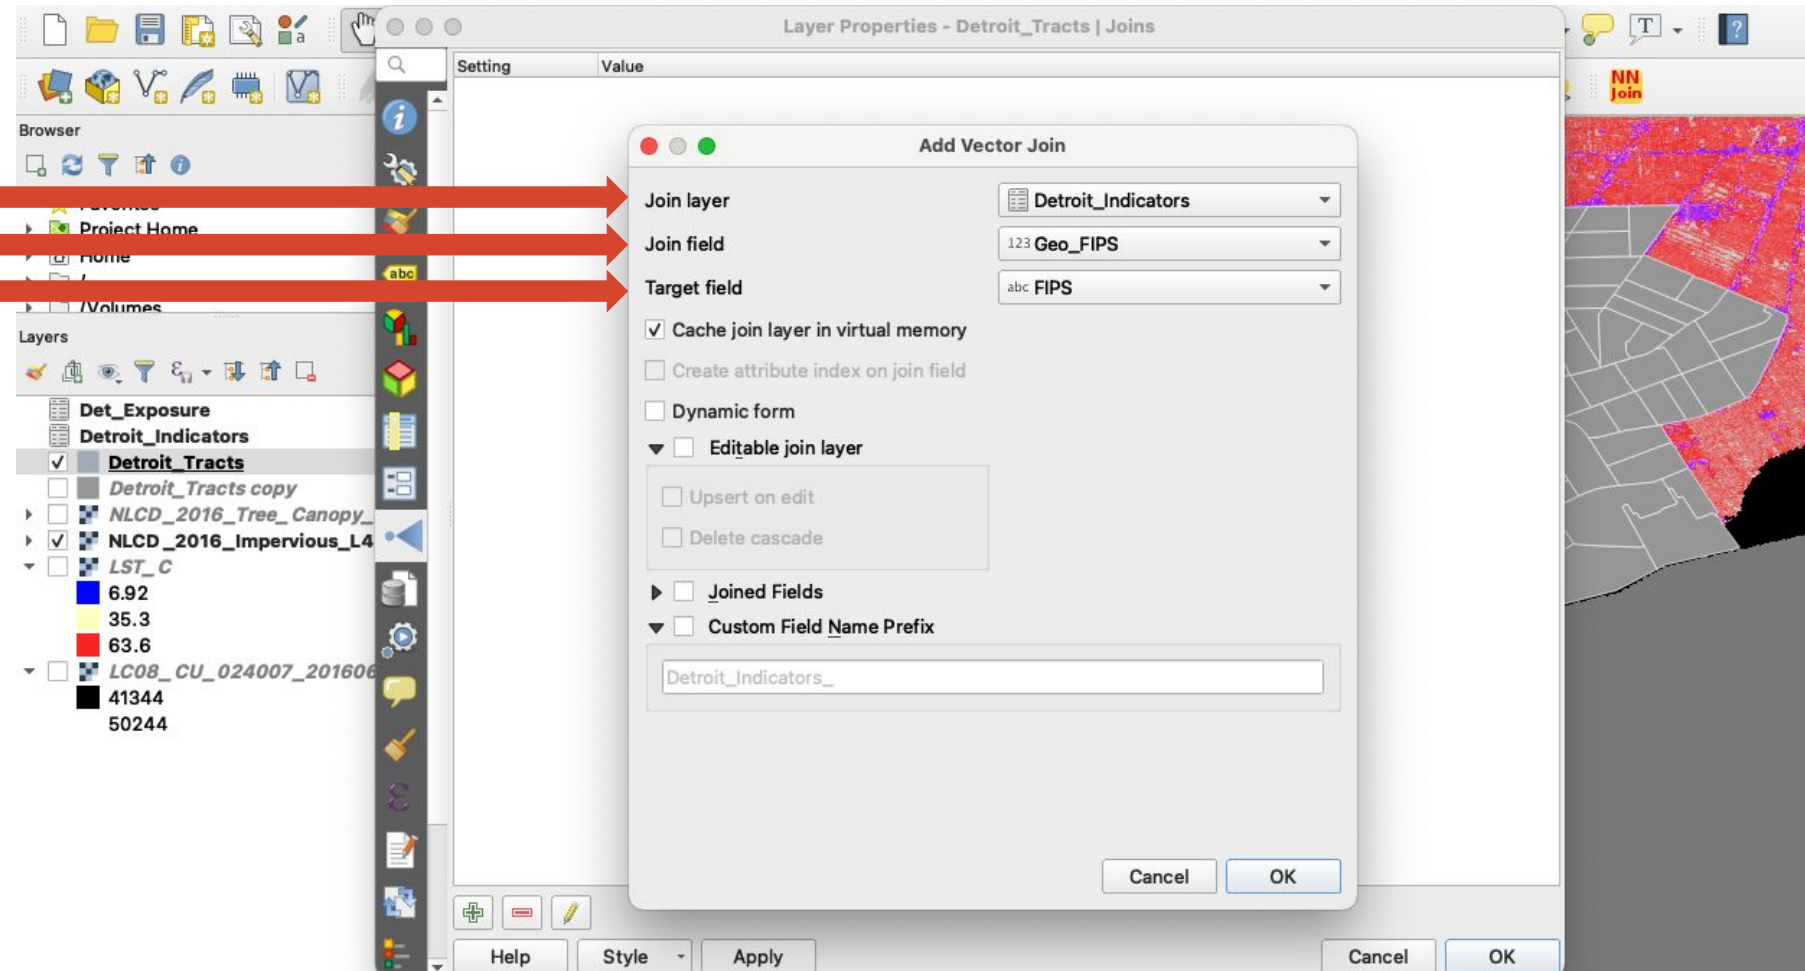 Layer Properties - Detroit_Tracts | Joins
T
?
a
Setting Value
NN
Join
Browser
i
Add Vector Join
Join layer Detroit_Indicators
Project Home
Join field 123 Geo_FIPS
Home
abc
Target field abc FIPS
/Volumes
Layers
Cache join layer in virtual memory
Create attribute index on join field
Det_Exposure
Dynamic form
Detroit_Indicators
Editable join layer
Detroit_Tracts
Detroit_Tracts copy
Upsert on edit
NLCD_2016_Tree_Canopy_
NLCD_2016_Impervious_L4
Delete cascade
LST_C
6.92
Joined Fields
35.3
Custom Field Name Prefix
63.6
LC08_CU_024007_201606
Detroit_Indicators_
41344
50244
Cancel OK
Help Style Apply Cancel OK